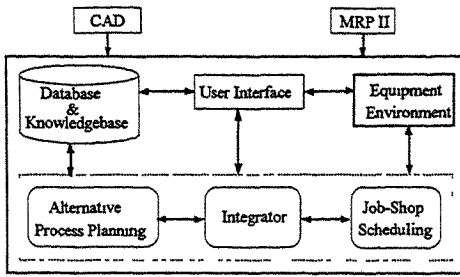 CAD
MRP II
Database
&
Knowledgebase
User Interface
Equipment
Environment
Alternative
Process Planning
Integrator
Job-Shop
Scheduling